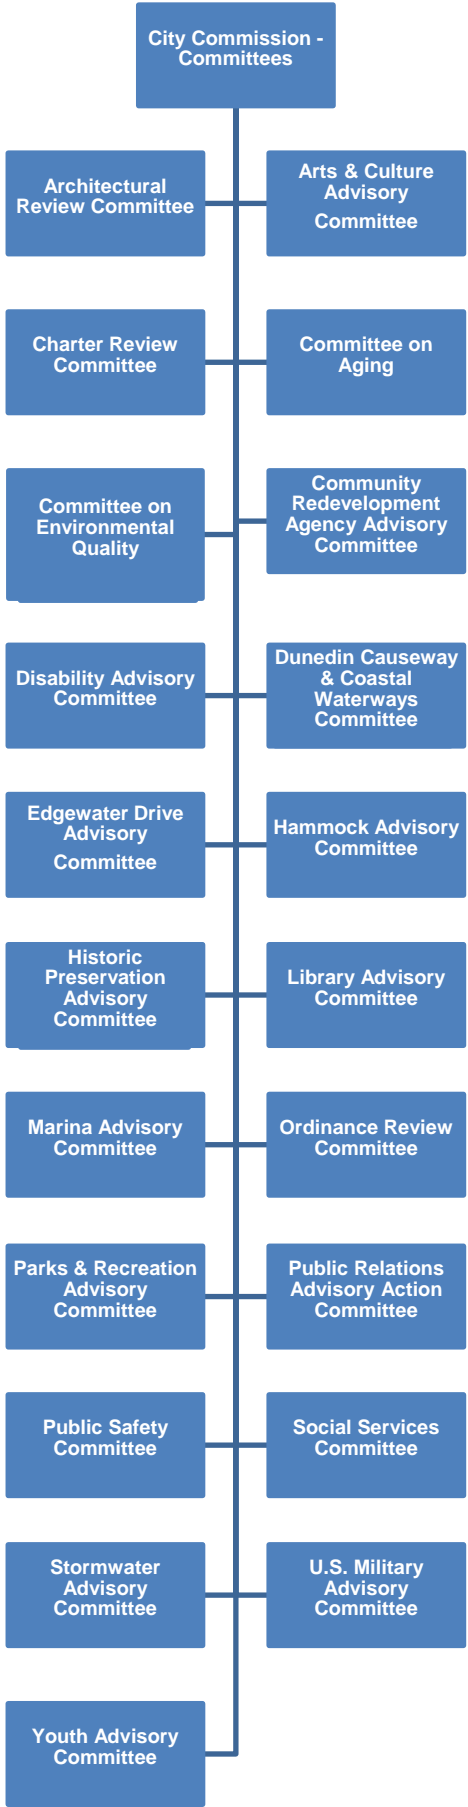 City Commission -
Committees
Architectural
Review Committee
Arts & Culture
Advisory
Committee
Charter Review
Committee
Committee on
Aging
Committee on
Environmental
Quality
Community
Redevelopment
Agency Advisory
Committee
Disability Advisory
Committee
Dunedin Causeway
& Coastal
Waterways
Committee
Edgewater Drive
Advisory
Committee
Hammock Advisory
Committee
Historic
Preservation
Advisory
Committee
Library Advisory
Committee
Marina Advisory
Committee
Ordinance Review
Committee
Parks & Recreation
Advisory
Committee
Public Relations
Advisory Action
Committee
Public Safety
Committee
Social Services
Committee
Stormwater
Advisory
Committee
U.S. Military
Advisory
Committee
Youth Advisory
Committee